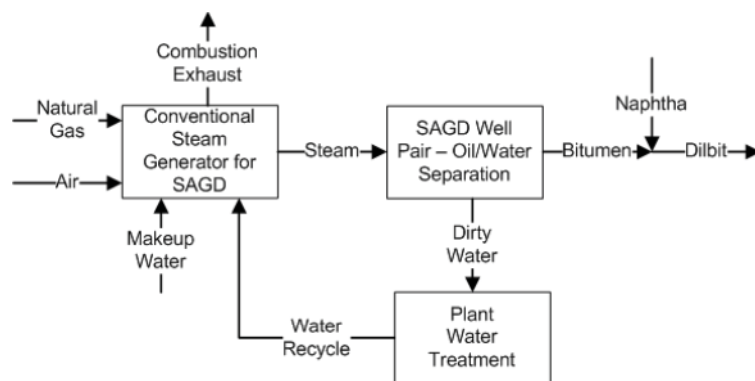 Combustion
Exhaust
Naphtha
Natural
Gas
Conventional
Steam
Generator for
SAGD
Steam
SAGD Well
Pair – Oil/Water
Separation
Bitumen
Dilbit
Air
Makeup
Water
Dirty
Water
Water
Recycle
Plant
Water
Treatment